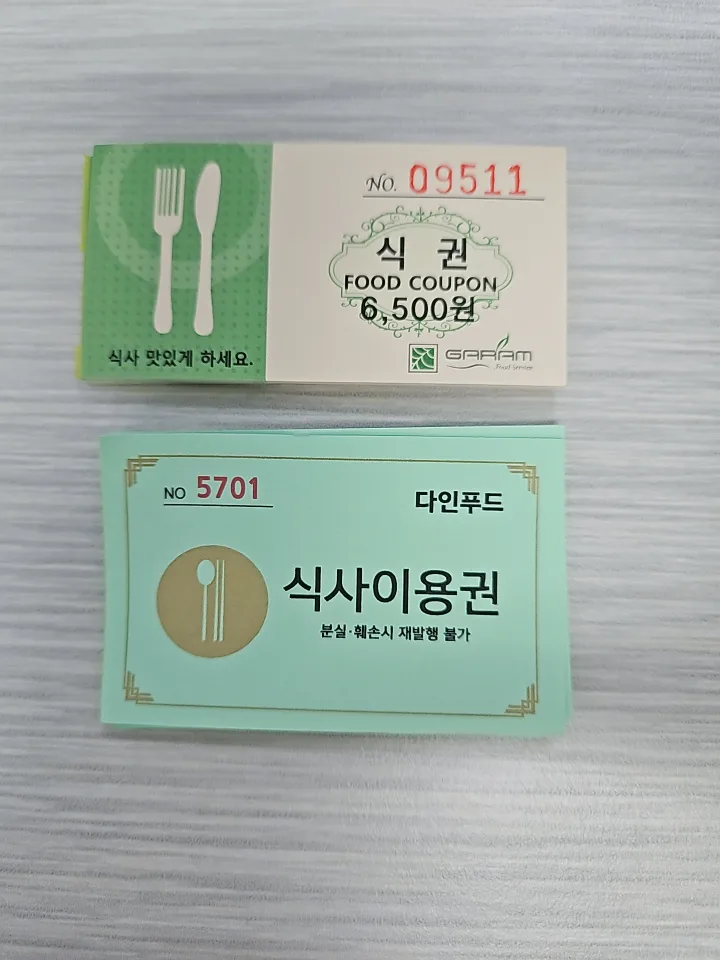 NO. 09511
식 권
FOOD COUPON
6,500원
GARAM
Food Service
식사 맛있게 하세요.
NO 5701
다인푸드
식사이용권
분실·훼손시 재발행 불가